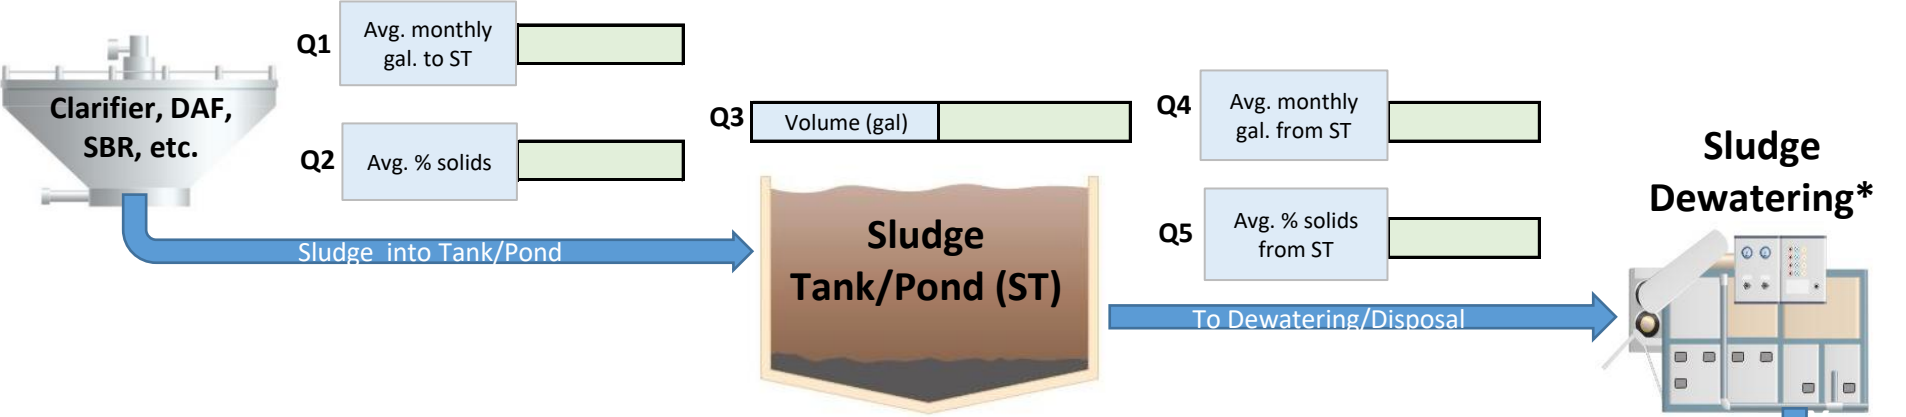 Q1
Avg. monthly
gal. to ST
Clarifier, DAF,
SBR, etc.
Q2
Avg. % solids
Sludge  into Tank/Pond
Q3
Volume (gal)
Sludge
Tank/Pond (ST)
Q4
Avg. monthly
gal. from ST
Q5
Avg. % solids
from ST
To Dewatering/Disposal
Sludge
Dewatering*